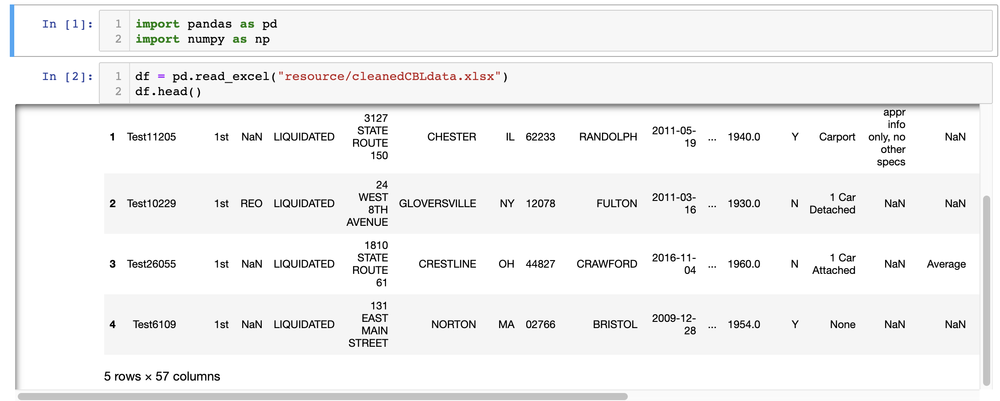 In [1]:
1 import pandas as pd
2 import numpy as np
In [2]:
1 df = pd.read_excel("resource/cleanedCBLdata.xlsx")
2 df.head()
1 Test11205 1st NaN LIQUIDATED 3127 STATE ROUTE 150 CHESTER IL 62233 RANDOLPH 2011-05-19 ... 1940.0 Y Carport appr info only, no other specs NaN
2 Test10229 1st REO LIQUIDATED 24 WEST 8TH AVENUE GLOVERSVILLE NY 12078 FULTON 2011-03-16 ... 1930.0 N 1 Car Detached NaN NaN
3 Test26055 1st NaN LIQUIDATED 1810 STATE ROUTE 61 CRESTLINE OH 44827 CRAWFORD 2016-11-04 ... 1960.0 N 1 Car Attached NaN Average
4 Test6109 1st NaN LIQUIDATED 131 EAST MAIN STREET NORTON MA 02766 BRISTOL 2009-12-28 ... 1954.0 Y None NaN NaN
5 rows × 57 columns